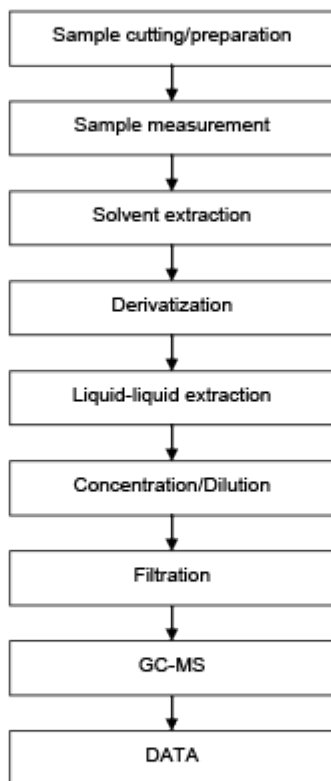 Sample cutting/preparation
Sample measurement
Solvent extraction
Derivatization
Liquid-liquid extraction
Concentration/Dilution
Filtration
GC-MS
DATA